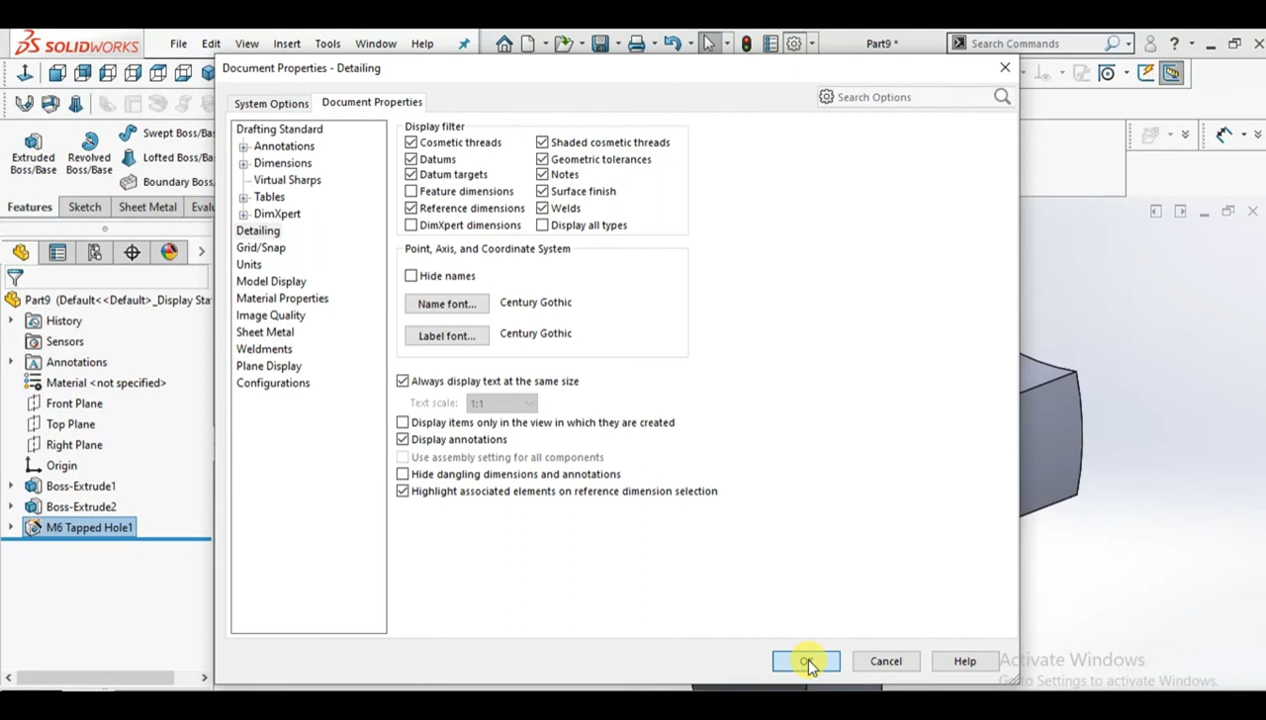 SOLIDWORKS File Edit View Insert Tools Window Help Part9 * Search Commands ?
Document Properties - Detailing
System Options Document Properties Search Options
Extruded Boss/Base
Revolved Boss/Base
Swept Boss/Ba
Lofted Boss/Ba
Boundary Boss
Features Sketch Sheet Metal Evalu
Part9 (Default<<Default>_Display Sta
History
Sensors
Annotations
Material <not specified>
Front Plane
Top Plane
Right Plane
Origin
Boss-Extrude1
Boss-Extrude2
M6 Tapped Hole1
Drafting Standard
Annotations
Dimensions
Virtual Sharps
Tables
DimXpert
Detailing
Grid/Snap
Units
Model Display
Material Properties
Image Quality
Sheet Metal
Weldments
Plane Display
Configurations
Display filter
Cosmetic threads Shaded cosmetic threads
Datums Geometric tolerances
Datum targets Notes
Feature dimensions Surface finish
Reference dimensions Welds
DimXpert dimensions Display all types
Point, Axis, and Coordinate System
Hide names
Name font... Century Gothic
Label font... Century Gothic
Always display text at the same size
Text scale: 1:1
Display items only in the view in which they are created
Display annotations
Use assembly setting for all components
Hide dangling dimensions and annotations
Highlight associated elements on reference dimension selection
OK Cancel Help
Activate Windows
Go to Settings to activate Windows.